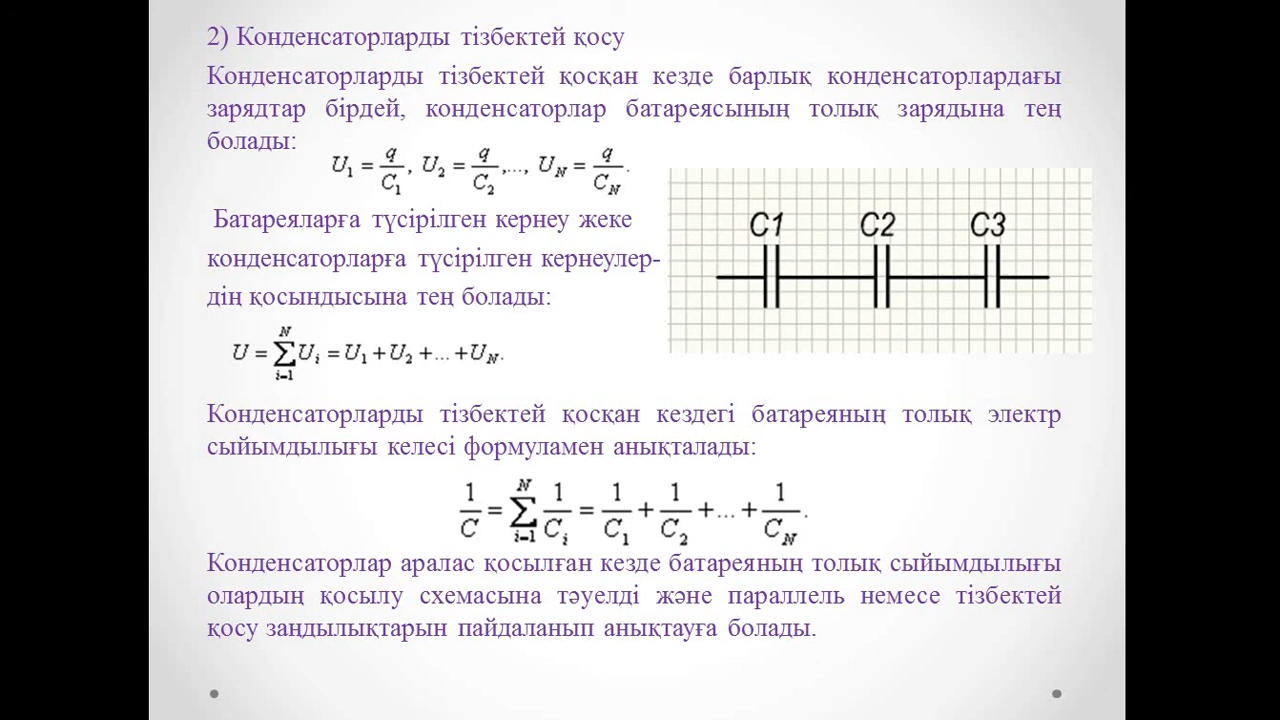 2) Конденсаторларды тізбектей қосу
Конденсаторларды тізбектей қосқан кезде барлық конденсаторлардағы
зарядтар бірдей, конденсаторлар батареясының толық зарядына тең
болады:
U₁ = q/C₁, U₂ = q/C₂,..., U_N = q/C_N.
Батареяларға түсірілген кернеу жеке
конденсаторларға түсірілген кернеулер-
дің қосындысына тең болады:
C1 C2 C3
U = ∑_{i=1}^{N} U_i = U₁ + U₂ + ... + U_N.
Конденсаторларды тізбектей қосқан кездегі батареяның толық электр
сыйымдылығы келесі формуламен анықталады:
1/C = ∑_{i=1}^{N} 1/C_i = 1/C₁ + 1/C₂ + ... + 1/C_N.
Конденсаторлар аралас қосылған кезде батареяның толық сыйымдылығы
олардың қосылу схемасына тәуелді және параллель немесе тізбектей
қосу заңдылықтарын пайдаланып анықтауға болады.